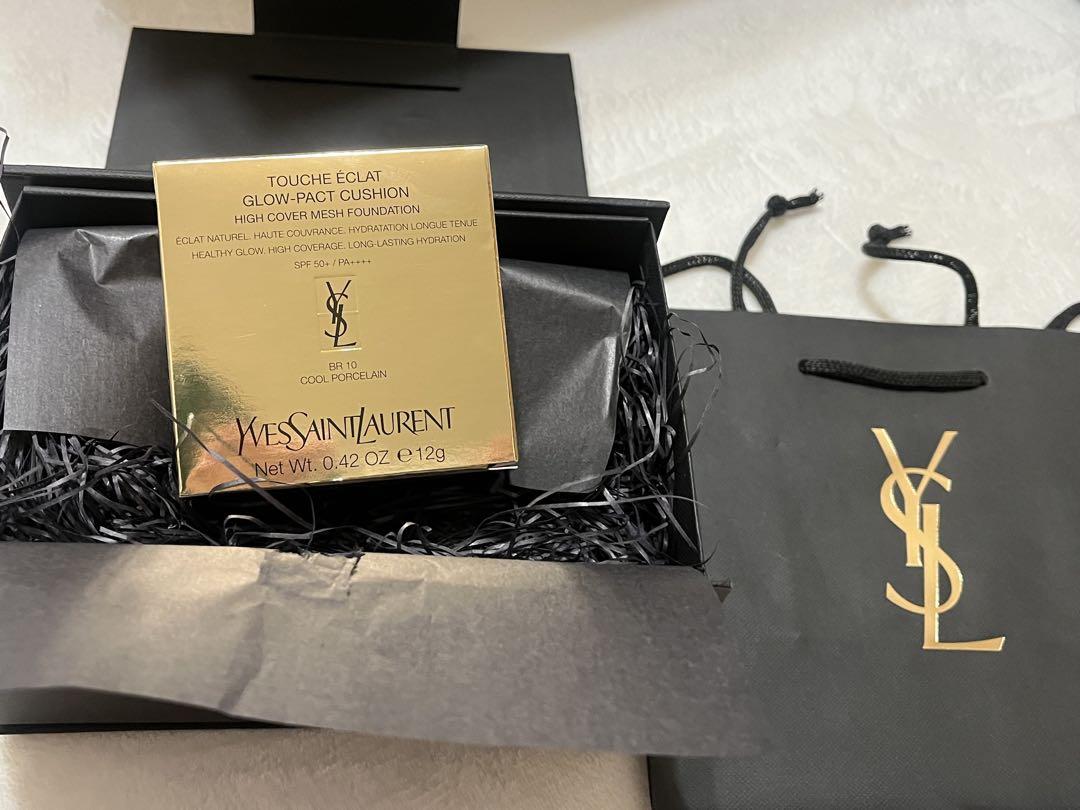 TOUCHE ÉCLAT
GLOW-PACT CUSHION
HIGH COVER MESH FOUNDATION
ÉCLAT NATUREL. HAUTE COUVRANCE. HYDRATATION LONGUE TENUE
HEALTHY GLOW. HIGH COVERAGE. LONG-LASTING HYDRATION
SPF 50+ / PA++++
YSL
BR 10
COOL PORCELAIN
YVESSAINTLAURENT
Net Wt. 0.42 OZ ℮12g
YSL